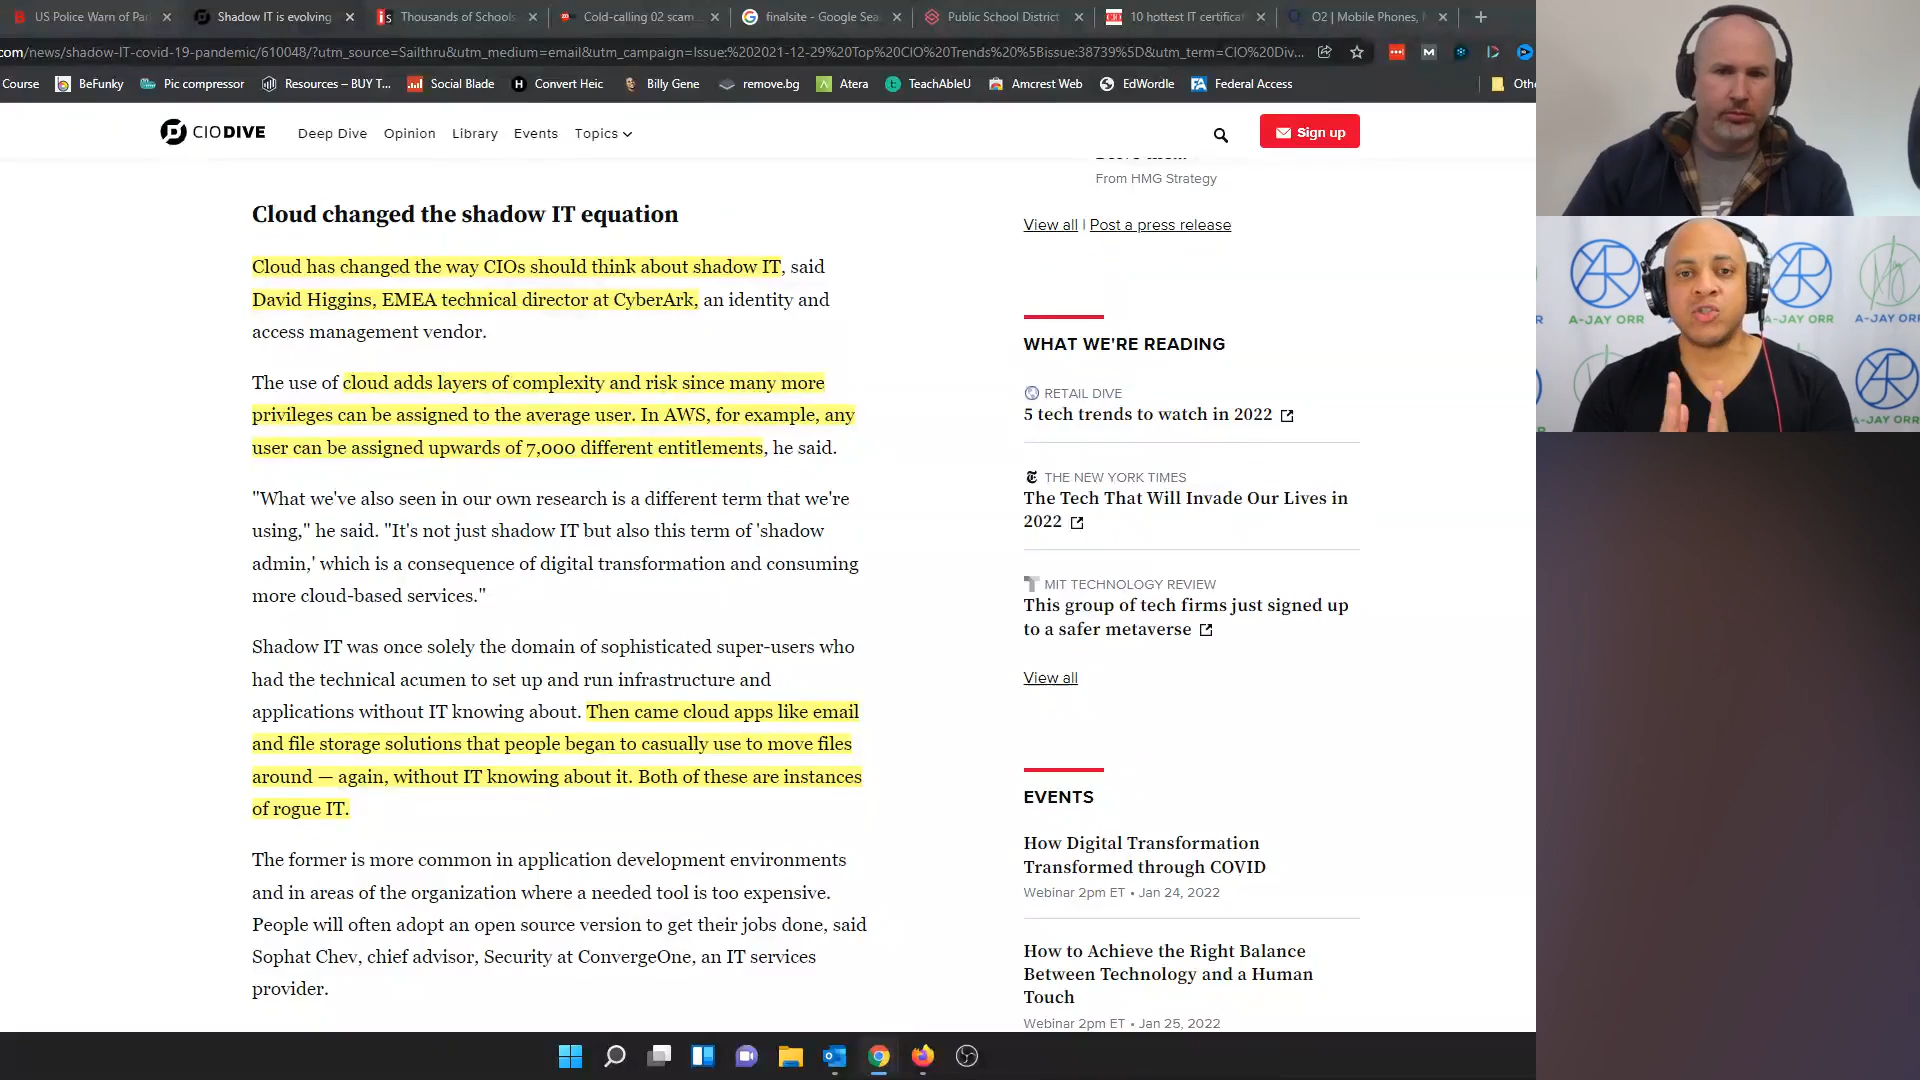 US Police Warn of Par
Shadow IT is evolving
Thousands of Schools
Cold-calling 02 scam
finalsite - Google Sea
Public School District
10 hottest IT certificat
O2 | Mobile Phones,
com/news/shadow-IT-covid-19-pandemic/610048/?utm_source=Sailthru&utm_medium=email&utm_campaign=Issue:%202021-12-29%20Top%20CIO%20Trends%20%5Bissue:38739%5D&utm_term=CIO%20Div...
Course
BeFunky
Pic compressor
Resources – BUY T...
Social Blade
Convert Heic
Billy Gene
remove.bg
Atera
TeachAbleU
Amcrest Web
EdWordle
Federal Access
Othe
CIODIVE
Deep Dive
Opinion
Library
Events
Topics
Sign up
Cloud changed the shadow IT equation
Cloud has changed the way CIOs should think about shadow IT, said
David Higgins, EMEA technical director at CyberArk, an identity and
access management vendor.
The use of cloud adds layers of complexity and risk since many more
privileges can be assigned to the average user. In AWS, for example, any
user can be assigned upwards of 7,000 different entitlements, he said.
"What we've also seen in our own research is a different term that we're
using," he said. "It's not just shadow IT but also this term of 'shadow
admin,' which is a consequence of digital transformation and consuming
more cloud-based services."
Shadow IT was once solely the domain of sophisticated super-users who
had the technical acumen to set up and run infrastructure and
applications without IT knowing about. Then came cloud apps like email
and file storage solutions that people began to casually use to move files
around — again, without IT knowing about it. Both of these are instances
of rogue IT.
The former is more common in application development environments
and in areas of the organization where a needed tool is too expensive.
People will often adopt an open source version to get their jobs done, said
Sophat Chev, chief advisor, Security at ConvergeOne, an IT services
provider.
From HMG Strategy
View all | Post a press release
WHAT WE'RE READING
RETAIL DIVE
5 tech trends to watch in 2022
THE NEW YORK TIMES
The Tech That Will Invade Our Lives in
2022
MIT TECHNOLOGY REVIEW
This group of tech firms just signed up
to a safer metaverse
View all
EVENTS
How Digital Transformation
Transformed through COVID
Webinar 2pm ET • Jan 24, 2022
How to Achieve the Right Balance
Between Technology and a Human
Touch
Webinar 2pm ET • Jan 25, 2022
A-JAY ORR
A-JAY ORR
A-JAY OR